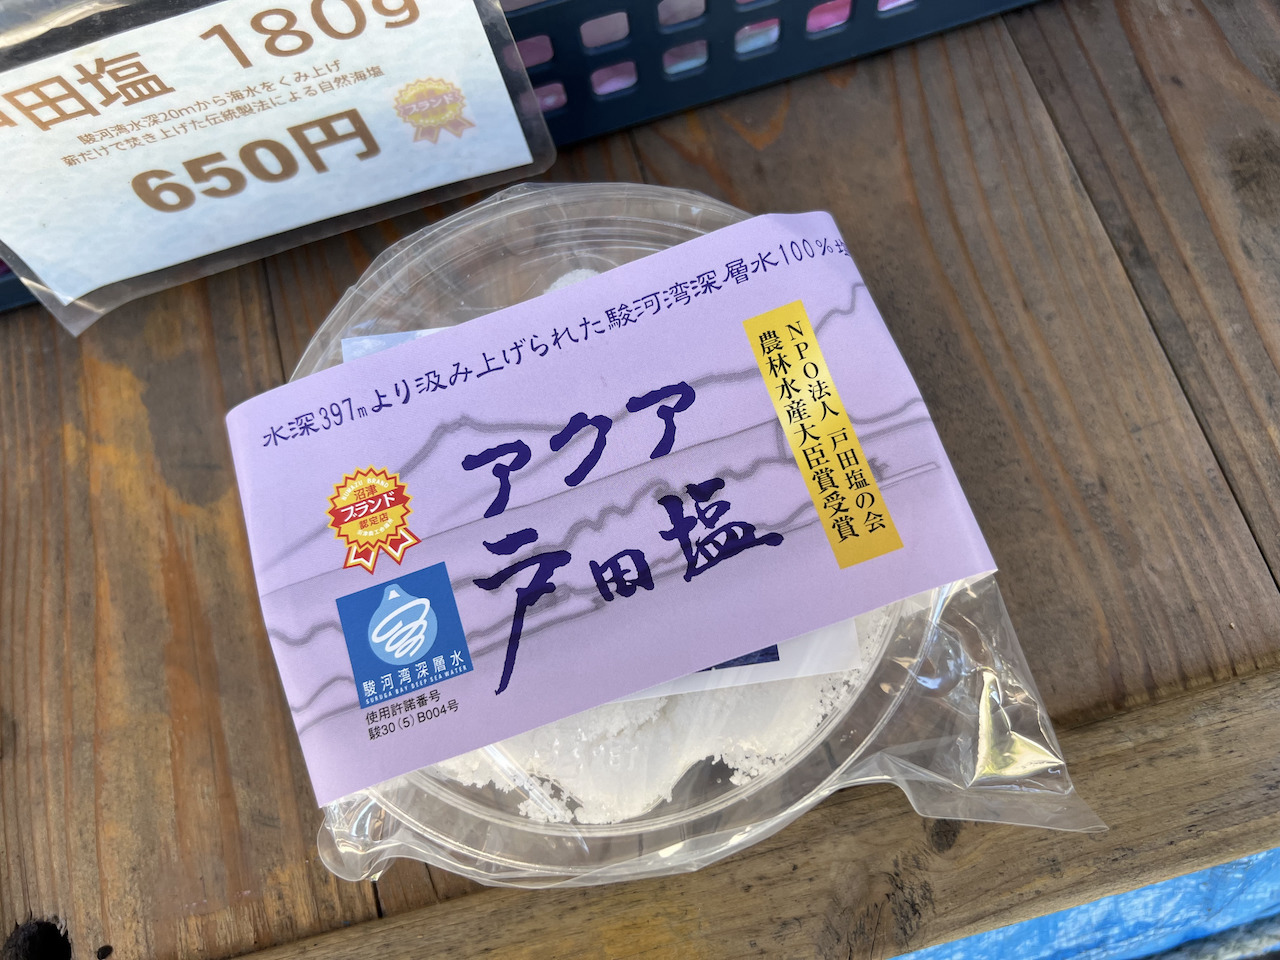 田塩 180g
駿河湾水深20mから海水をくみ上げ
薪だけで焚き上げた伝統製法による自然海塩
ブランド
650円
水深397mより汲み上げられた駿河湾深層水100%塩
アクア
戸田塩
NPO法人 戸田塩の会
農林水産大臣賞受賞
NUMAZU BRAND
沼津
ブランド
認定店
駿河湾深層水
SURUGA BAY DEEP SEA WATER
使用許諾番号
駿30(5)B004号